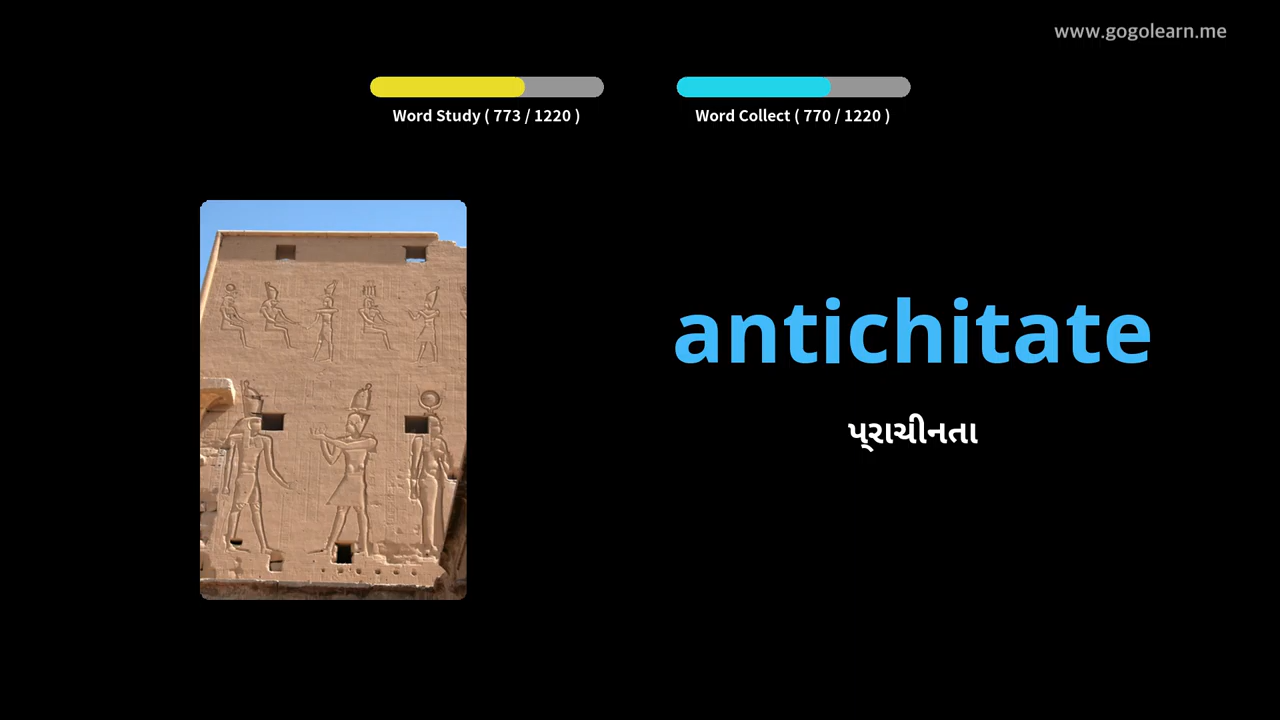 www.gogolearn.me
Word Study ( 773 / 1220 )
Word Collect ( 770 / 1220 )
antichitate
પ્રાચીનતા